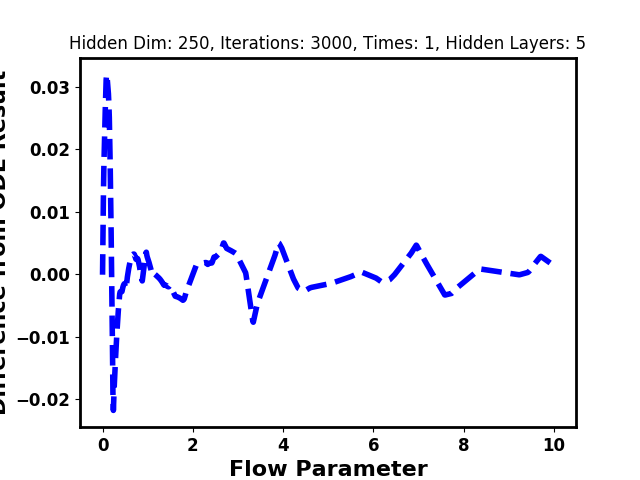 Hidden Dim: 250, Iterations: 3000, Times: 1, Hidden Layers: 5
Difference from ODE Result
0.03
0.02
0.01
0.00
−0.01
−0.02
0 2 4 6 8 10
Flow Parameter